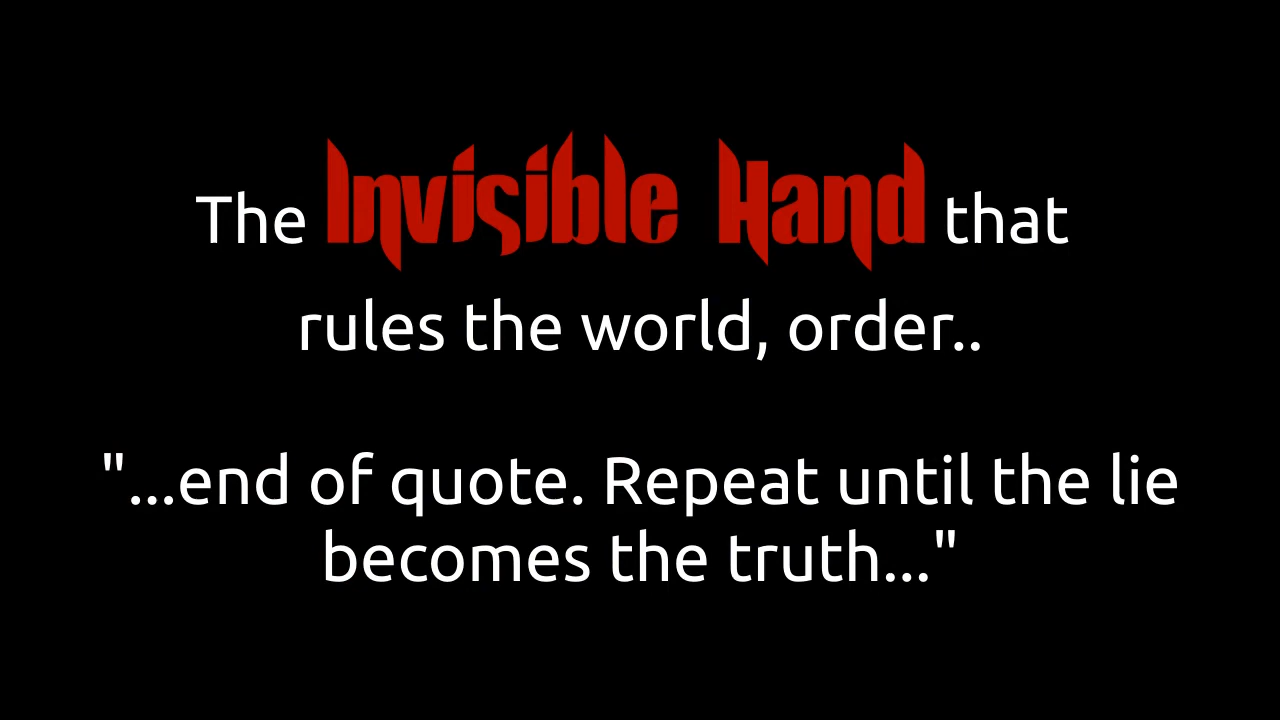 The Invisible Hand that
rules the world, order..
"...end of quote. Repeat until the lie
becomes the truth..."